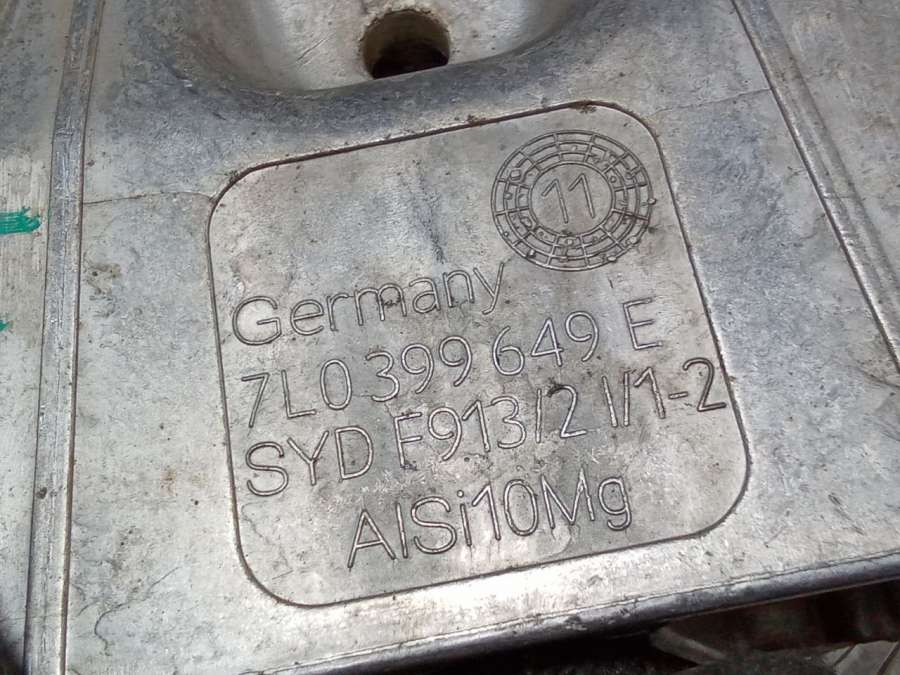 11
Germany
7L0 399 649 E
SYD F913/2 I/1-2
AlSi10Mg